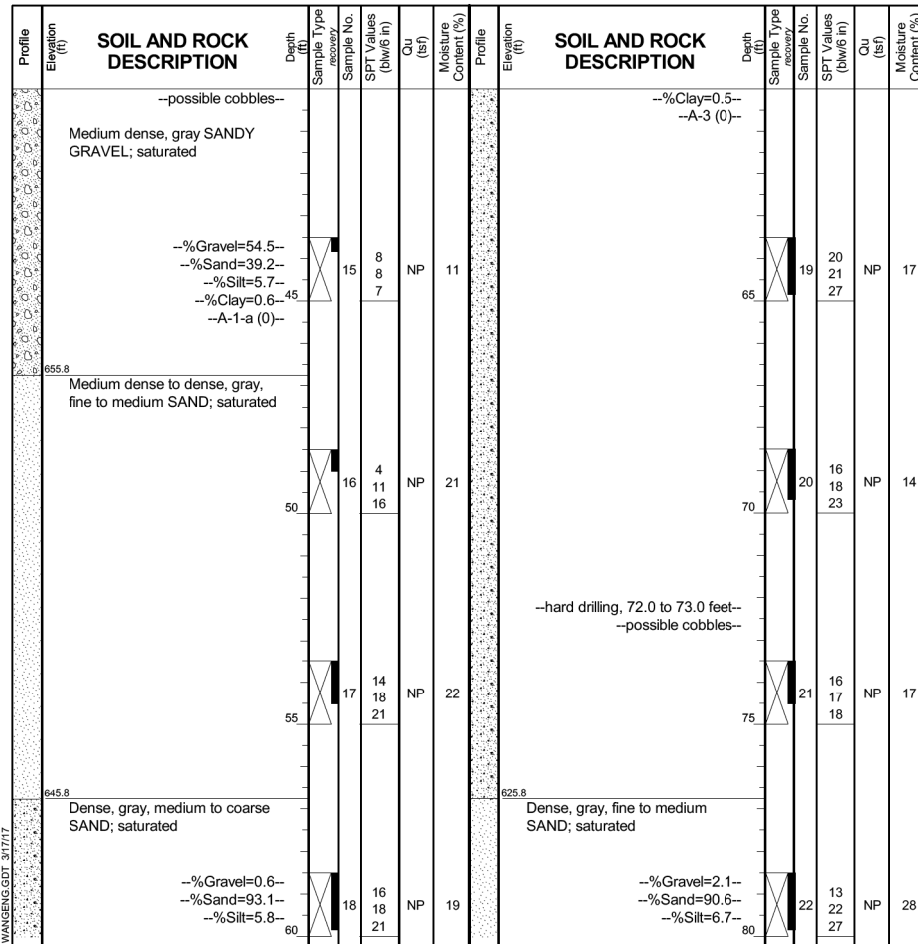 Profile
Elevation (ft)
SOIL AND ROCK
DESCRIPTION
Depth (ft)
Sample Type
recovery
Sample No.
SPT Values
(blw/6 in)
Qu
(tsf)
Moisture
Content (%)
--possible cobbles--
Medium dense, gray SANDY
GRAVEL; saturated
--%Gravel=54.5--
--%Sand=39.2--
--%Silt=5.7--
--%Clay=0.6--
45
--A-1-a (0)--
15
8
8
7
NP
11
655.8
Medium dense to dense, gray,
fine to medium SAND; saturated
50
16
4
11
16
NP
21
55
17
14
18
21
NP
22
645.8
Dense, gray, medium to coarse
SAND; saturated
--%Gravel=0.6--
--%Sand=93.1--
--%Silt=5.8--
60
18
16
18
21
NP
19
WANGENG.GDT 3/17/17
Profile
Elevation (ft)
SOIL AND ROCK
DESCRIPTION
Depth (ft)
Sample Type
recovery
Sample No.
SPT Values
(blw/6 in)
Qu
(tsf)
Moisture
Content (%)
--%Clay=0.5--
--A-3 (0)--
65
19
20
21
27
NP
17
70
20
16
18
23
NP
14
--hard drilling, 72.0 to 73.0 feet--
--possible cobbles--
75
21
16
17
18
NP
17
625.8
Dense, gray, fine to medium
SAND; saturated
--%Gravel=2.1--
--%Sand=90.6--
--%Silt=6.7--
80
22
13
22
27
NP
28